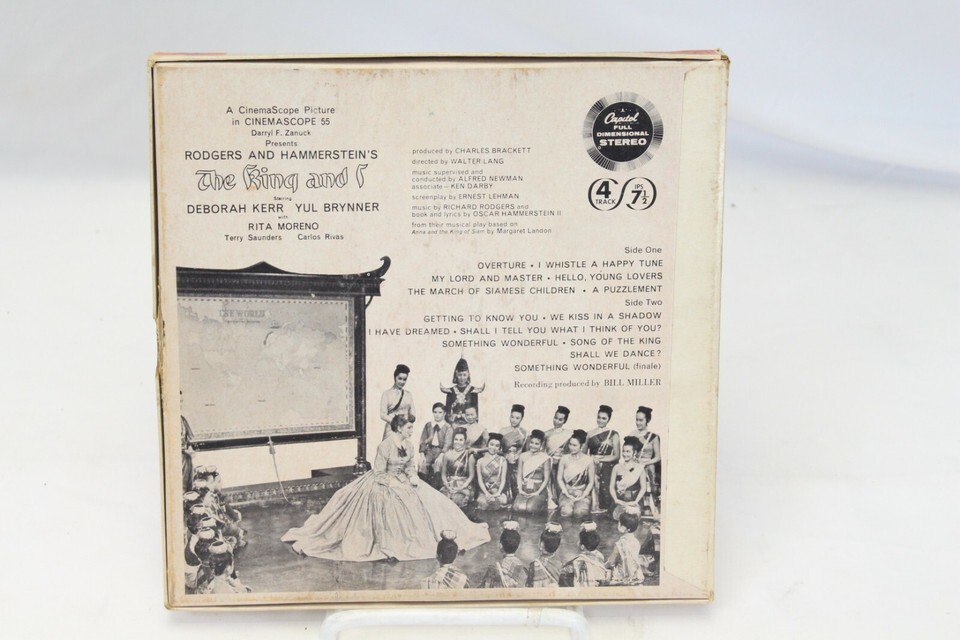 A CinemaScope Picture
in CINEMASCOPE 55
Darryl F. Zanuck
Presents
RODGERS AND HAMMERSTEIN'S
The King and I
Starring
DEBORAH KERR YUL BRYNNER
with
RITA MORENO
Terry Saunders Carlos Rivas
produced by CHARLES BRACKETT
directed by WALTER LANG
music supervised and
conducted by ALFRED NEWMAN
associate—KEN DARBY
screenplay by ERNEST LEHMAN
music by RICHARD RODGERS and
book and lyrics by OSCAR HAMMERSTEIN II
from their musical play based on
Anna and the King of Siam by Margaret Landon
A
Capitol
FULL
DIMENSIONAL
STEREO
4
TRACK
IPS
7½
Side One
OVERTURE • I WHISTLE A HAPPY TUNE
MY LORD AND MASTER • HELLO, YOUNG LOVERS
THE MARCH OF SIAMESE CHILDREN • A PUZZLEMENT
Side Two
GETTING TO KNOW YOU • WE KISS IN A SHADOW
I HAVE DREAMED • SHALL I TELL YOU WHAT I THINK OF YOU?
SOMETHING WONDERFUL • SONG OF THE KING
SHALL WE DANCE?
SOMETHING WONDERFUL (finale)
Recording produced by BILL MILLER
THE WORLD